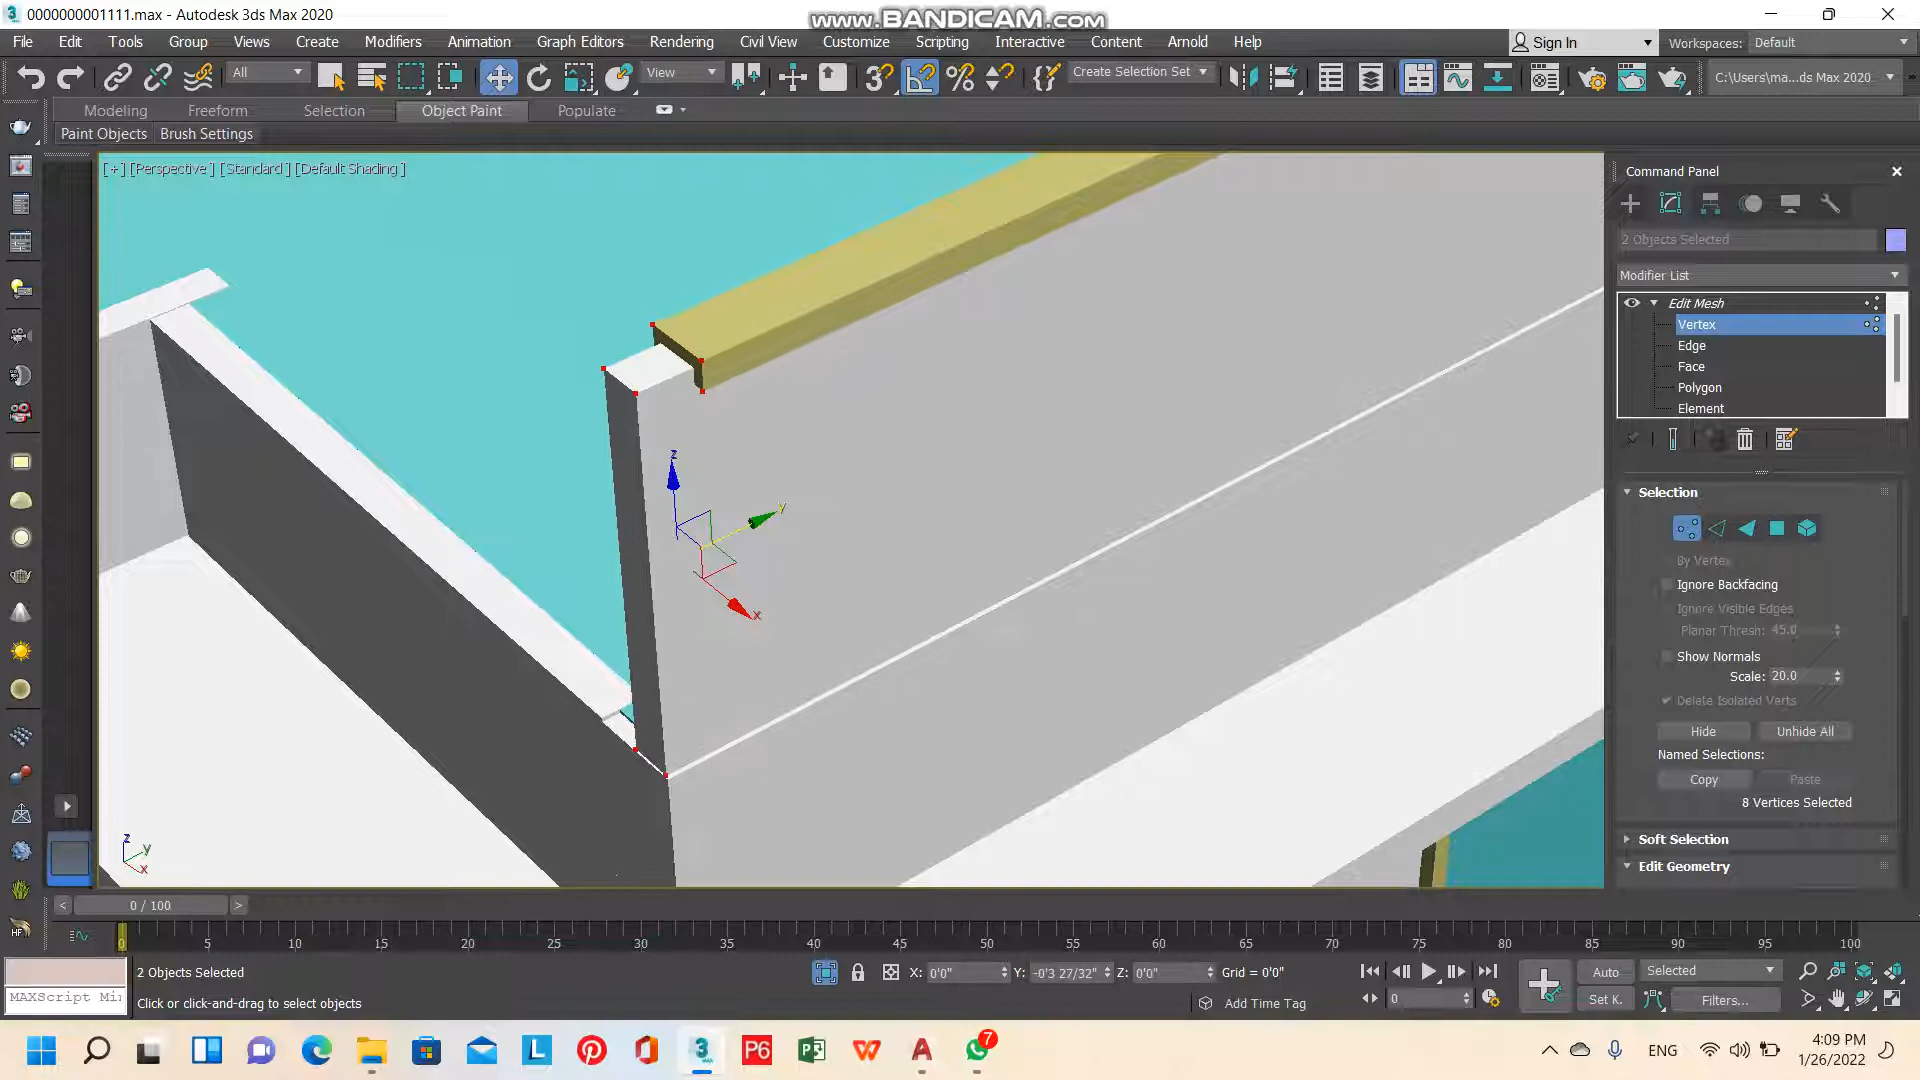 0000000001111.max - Autodesk 3ds Max 2020
www.BANDICAM.com
File Edit Tools Group Views Create Modifiers Animation Graph Editors Rendering Civil View Customize Scripting Interactive Content Arnold Help
Sign In
Workspaces: Default
All
View
Create Selection Set
C:\Users\ma...ds Max 2020
Modeling Freeform Selection Object Paint Populate
Paint Objects Brush Settings
[ + ] [Perspective ] [Standard ] [Default Shading ]
Command Panel
2 Objects Selected
Modifier List
Edit Mesh
Vertex
Edge
Face
Polygon
Element
Selection
By Vertex
Ignore Backfacing
Ignore Visible Edges
Planar Thresh: 45.0
Show Normals
Scale: 20.0
Delete Isolated Verts
Hide Unhide All
Named Selections:
Copy Paste
8 Vertices Selected
Soft Selection
Edit Geometry
z
y
x
z
y
x
0 / 100
0 5 10 15 20 25 30 35 40 45 50 55 60 65 70 75 80 85 90 95 100
2 Objects Selected
X: 0'0" Y: -0'3 27/32" Z: 0'0" Grid = 0'0"
Auto Selected
MAXScript Mi
Click or click-and-drag to select objects
Add Time Tag
0
Set K. Filters...
HF
7
ENG
4:09 PM
1/26/2022